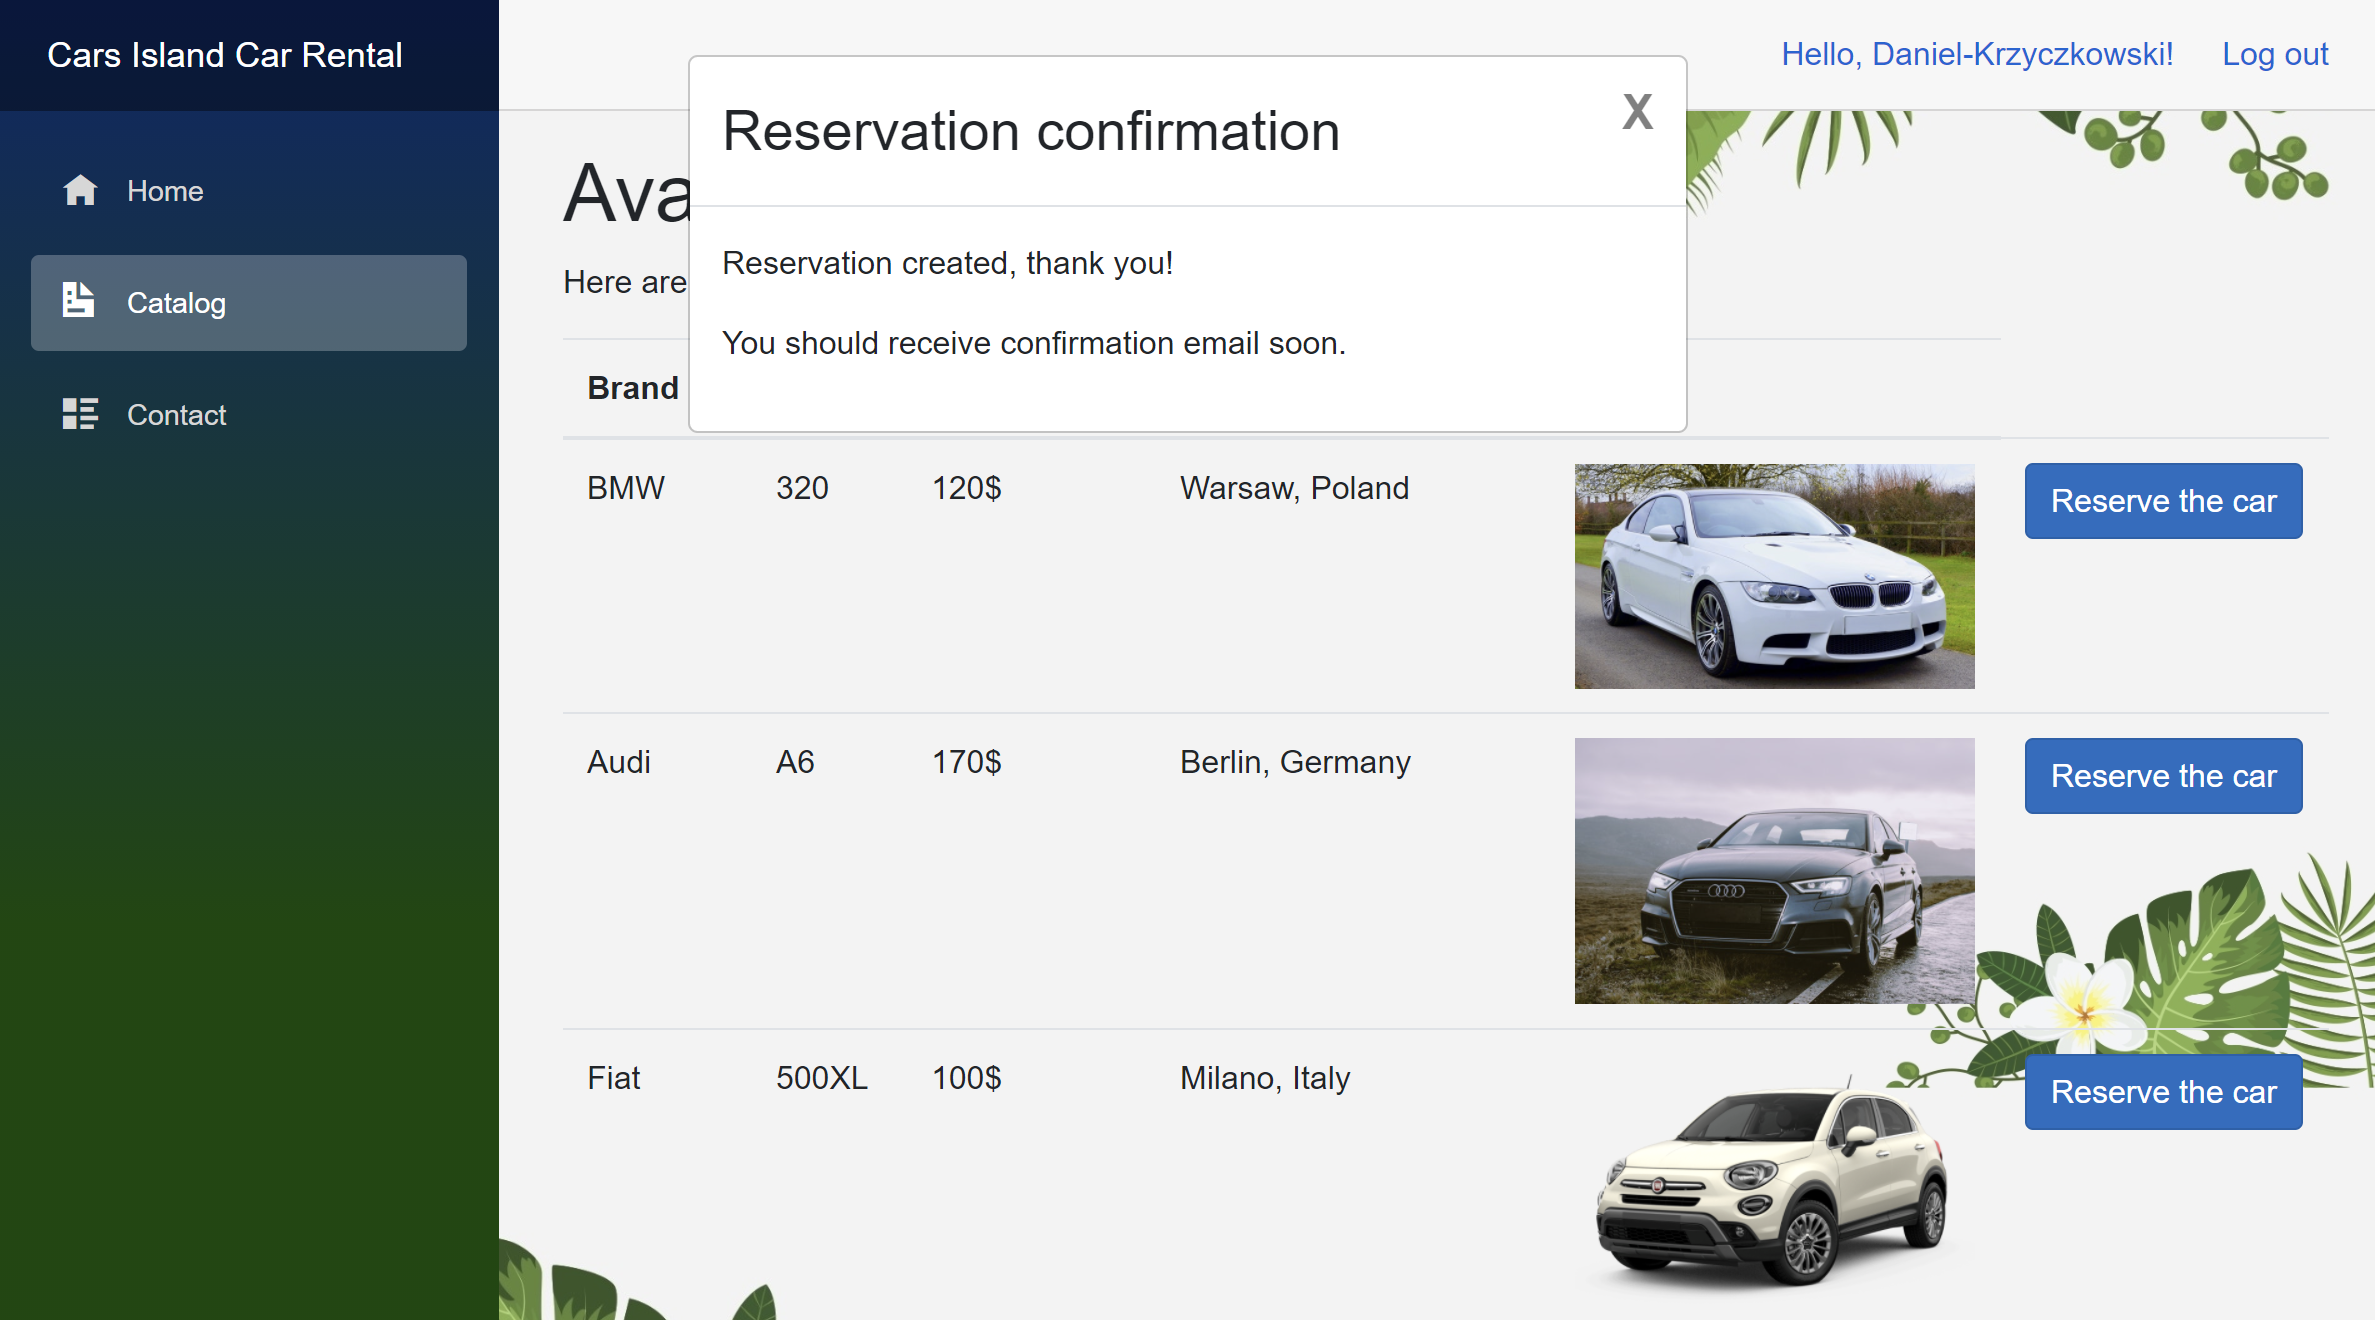 Cars Island Car Rental
Hello, Daniel-Krzyczkowski! Log out
Home
Catalog
Contact
Reservation confirmation X
Reservation created, thank you!
You should receive confirmation email soon.
Ava
Here are
Brand
BMW 320 120$ Warsaw, Poland Reserve the car
Audi A6 170$ Berlin, Germany Reserve the car
Fiat 500XL 100$ Milano, Italy Reserve the car